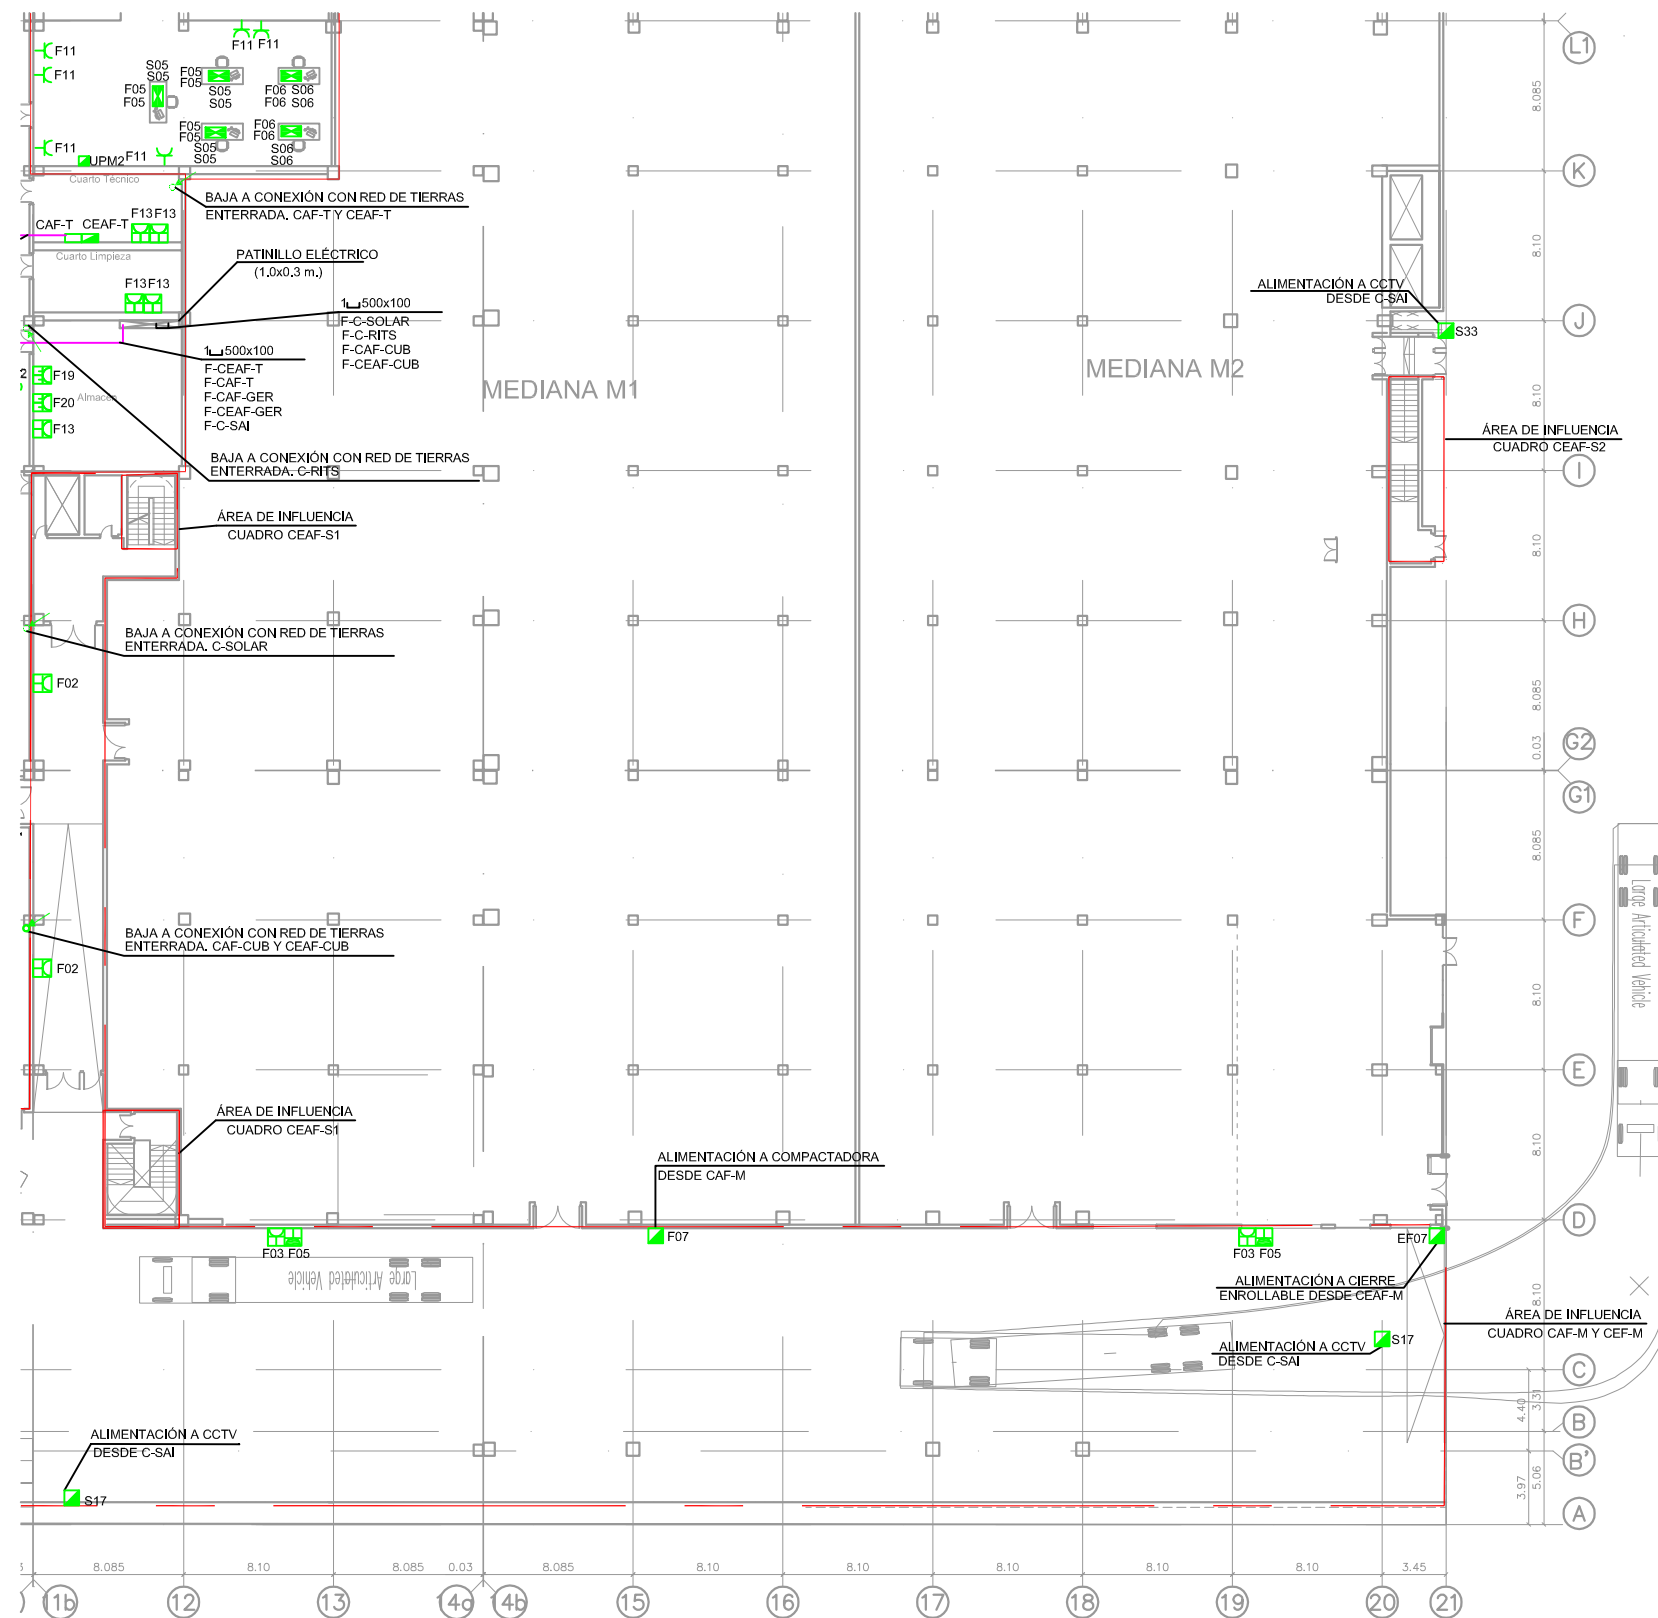 F11 F11
L1
F11
F11
S05
S05
F05
F05
F05
F05
S05
S05
F06 S06
F06 S06
8.085
F05
F05
S05
S05
F06
F06
S06
S06
F11
UPM2
F11
K
Cuarto Técnico
BAJA A CONEXIÓN CON RED DE TIERRAS
ENTERRADA. CAF-T Y CEAF-T
F13 F13
CAF-T CEAF-T
8.10
Cuarto Limpieza
PATINILLO ELÉCTRICO
(1.0x0.3 m.)
F13 F13
ALIMENTACIÓN A CCTV
DESDE C-SAI
1 500x100
F-C-SOLAR
F-C-RITS
F-CAF-CUB
F-CEAF-CUB
J
S33
1 500x100
F-CEAF-T
F-CAF-T
F-CAF-GER
F-CEAF-GER
F-C-SAI
MEDIANA M1
MEDIANA M2
F19
F20
Almacén
F13
8.10
ÁREA DE INFLUENCIA
CUADRO CEAF-S2
BAJA A CONEXIÓN CON RED DE TIERRAS
ENTERRADA. C-RITS
I
ÁREA DE INFLUENCIA
CUADRO CEAF-S1
8.10
BAJA A CONEXIÓN CON RED DE TIERRAS
ENTERRADA. C-SOLAR
H
F02
8.085
0.03
G2
G1
8.085
Large Articulated Vehicle
BAJA A CONEXIÓN CON RED DE TIERRAS
ENTERRADA. CAF-CUB Y CEAF-CUB
F
F02
8.10
E
ÁREA DE INFLUENCIA
CUADRO CEAF-S1
8.10
ALIMENTACIÓN A COMPACTADORA
DESDE CAF-M
D
F03 F05
F07
F03 F05
EF07
Large Articulated Vehicle
ALIMENTACIÓN A CIERRE
ENROLLABLE DESDE CEAF-M
8.10
ÁREA DE INFLUENCIA
CUADRO CAF-M Y CEF-M
S17
ALIMENTACIÓN A CCTV
DESDE C-SAI
C
4.40
3.31
B
ALIMENTACIÓN A CCTV
DESDE C-SAI
B'
3.97
5.06
S17
A
8.085 8.10 8.085 0.03 8.085 8.10 8.10 8.10 8.10 8.10 3.45
11b 12 13 14a 14b 15 16 17 18 19 20 21